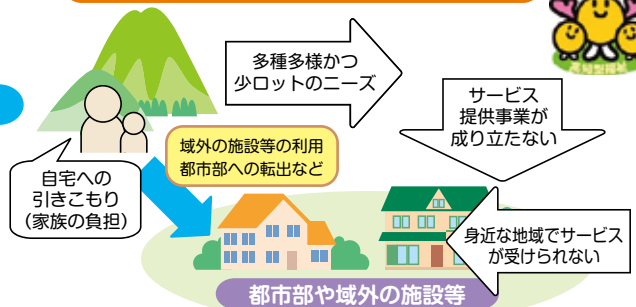 多種多様かつ
少ロットのニーズ
サービス
提供事業が
成り立たない
域外の施設等の利用
都市部への転出など
自宅への
引きこもり
(家族の負担)
身近な地域でサービス
が受けられない
都市部や域外の施設等